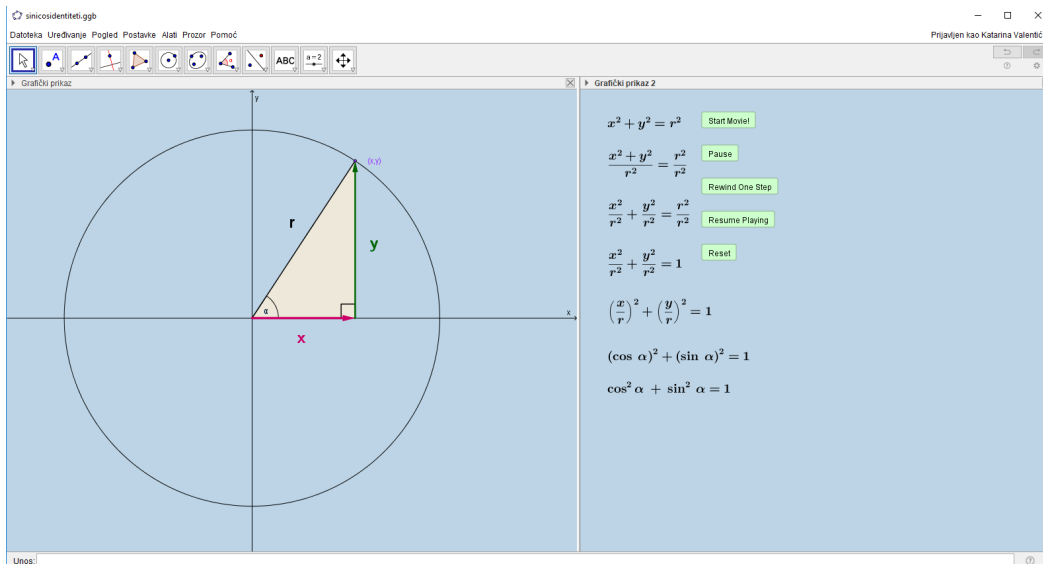 sinicosidentiteti.ggb
Datoteka Uređivanje Pogled Postavke Alati Prozor Pomoć
Prijavljen kao Katarina Valentić
A
ABC
a = 2
Grafički prikaz
Grafički prikaz 2
y
(x,y)
r
y
α
x
x
x² + y² = r²
Start Movie!
(x² + y²)/r² = r²/r²
Pause
Rewind One Step
x²/r² + y²/r² = r²/r²
Resume Playing
x²/r² + y²/r² = 1
Reset
(x/r)² + (y/r)² = 1
(cos α)² + (sin α)² = 1
cos² α + sin² α = 1
Unos: